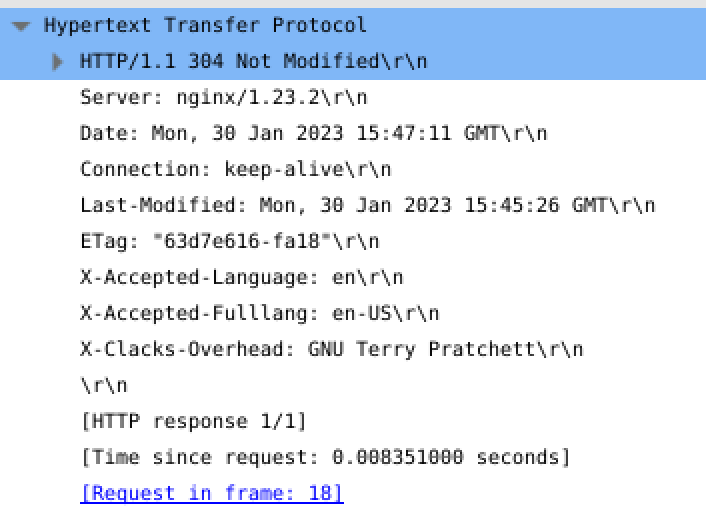 Hypertext Transfer Protocol
HTTP/1.1 304 Not Modified\r\n
Server: nginx/1.23.2\r\n
Date: Mon, 30 Jan 2023 15:47:11 GMT\r\n
Connection: keep-alive\r\n
Last-Modified: Mon, 30 Jan 2023 15:45:26 GMT\r\n
ETag: "63d7e616-fa18"\r\n
X-Accepted-Language: en\r\n
X-Accepted-Fulllang: en-US\r\n
X-Clacks-Overhead: GNU Terry Pratchett\r\n
\r\n
[HTTP response 1/1]
[Time since request: 0.008351000 seconds]
[Request in frame: 18]